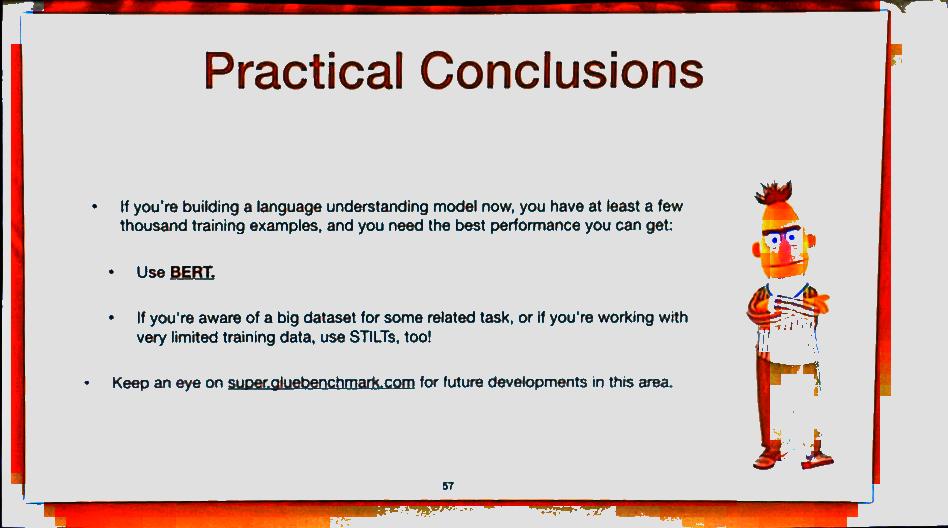 Practical Conclusions
• If you're building a language understanding model now, you have at least a few
thousand training examples, and you need the best performance you can get:
• Use BERT.
• If you're aware of a big dataset for some related task, or if you're working with
very limited training data, use STILTs, too!
• Keep an eye on super.gluebenchmark.com for future developments in this area.
57